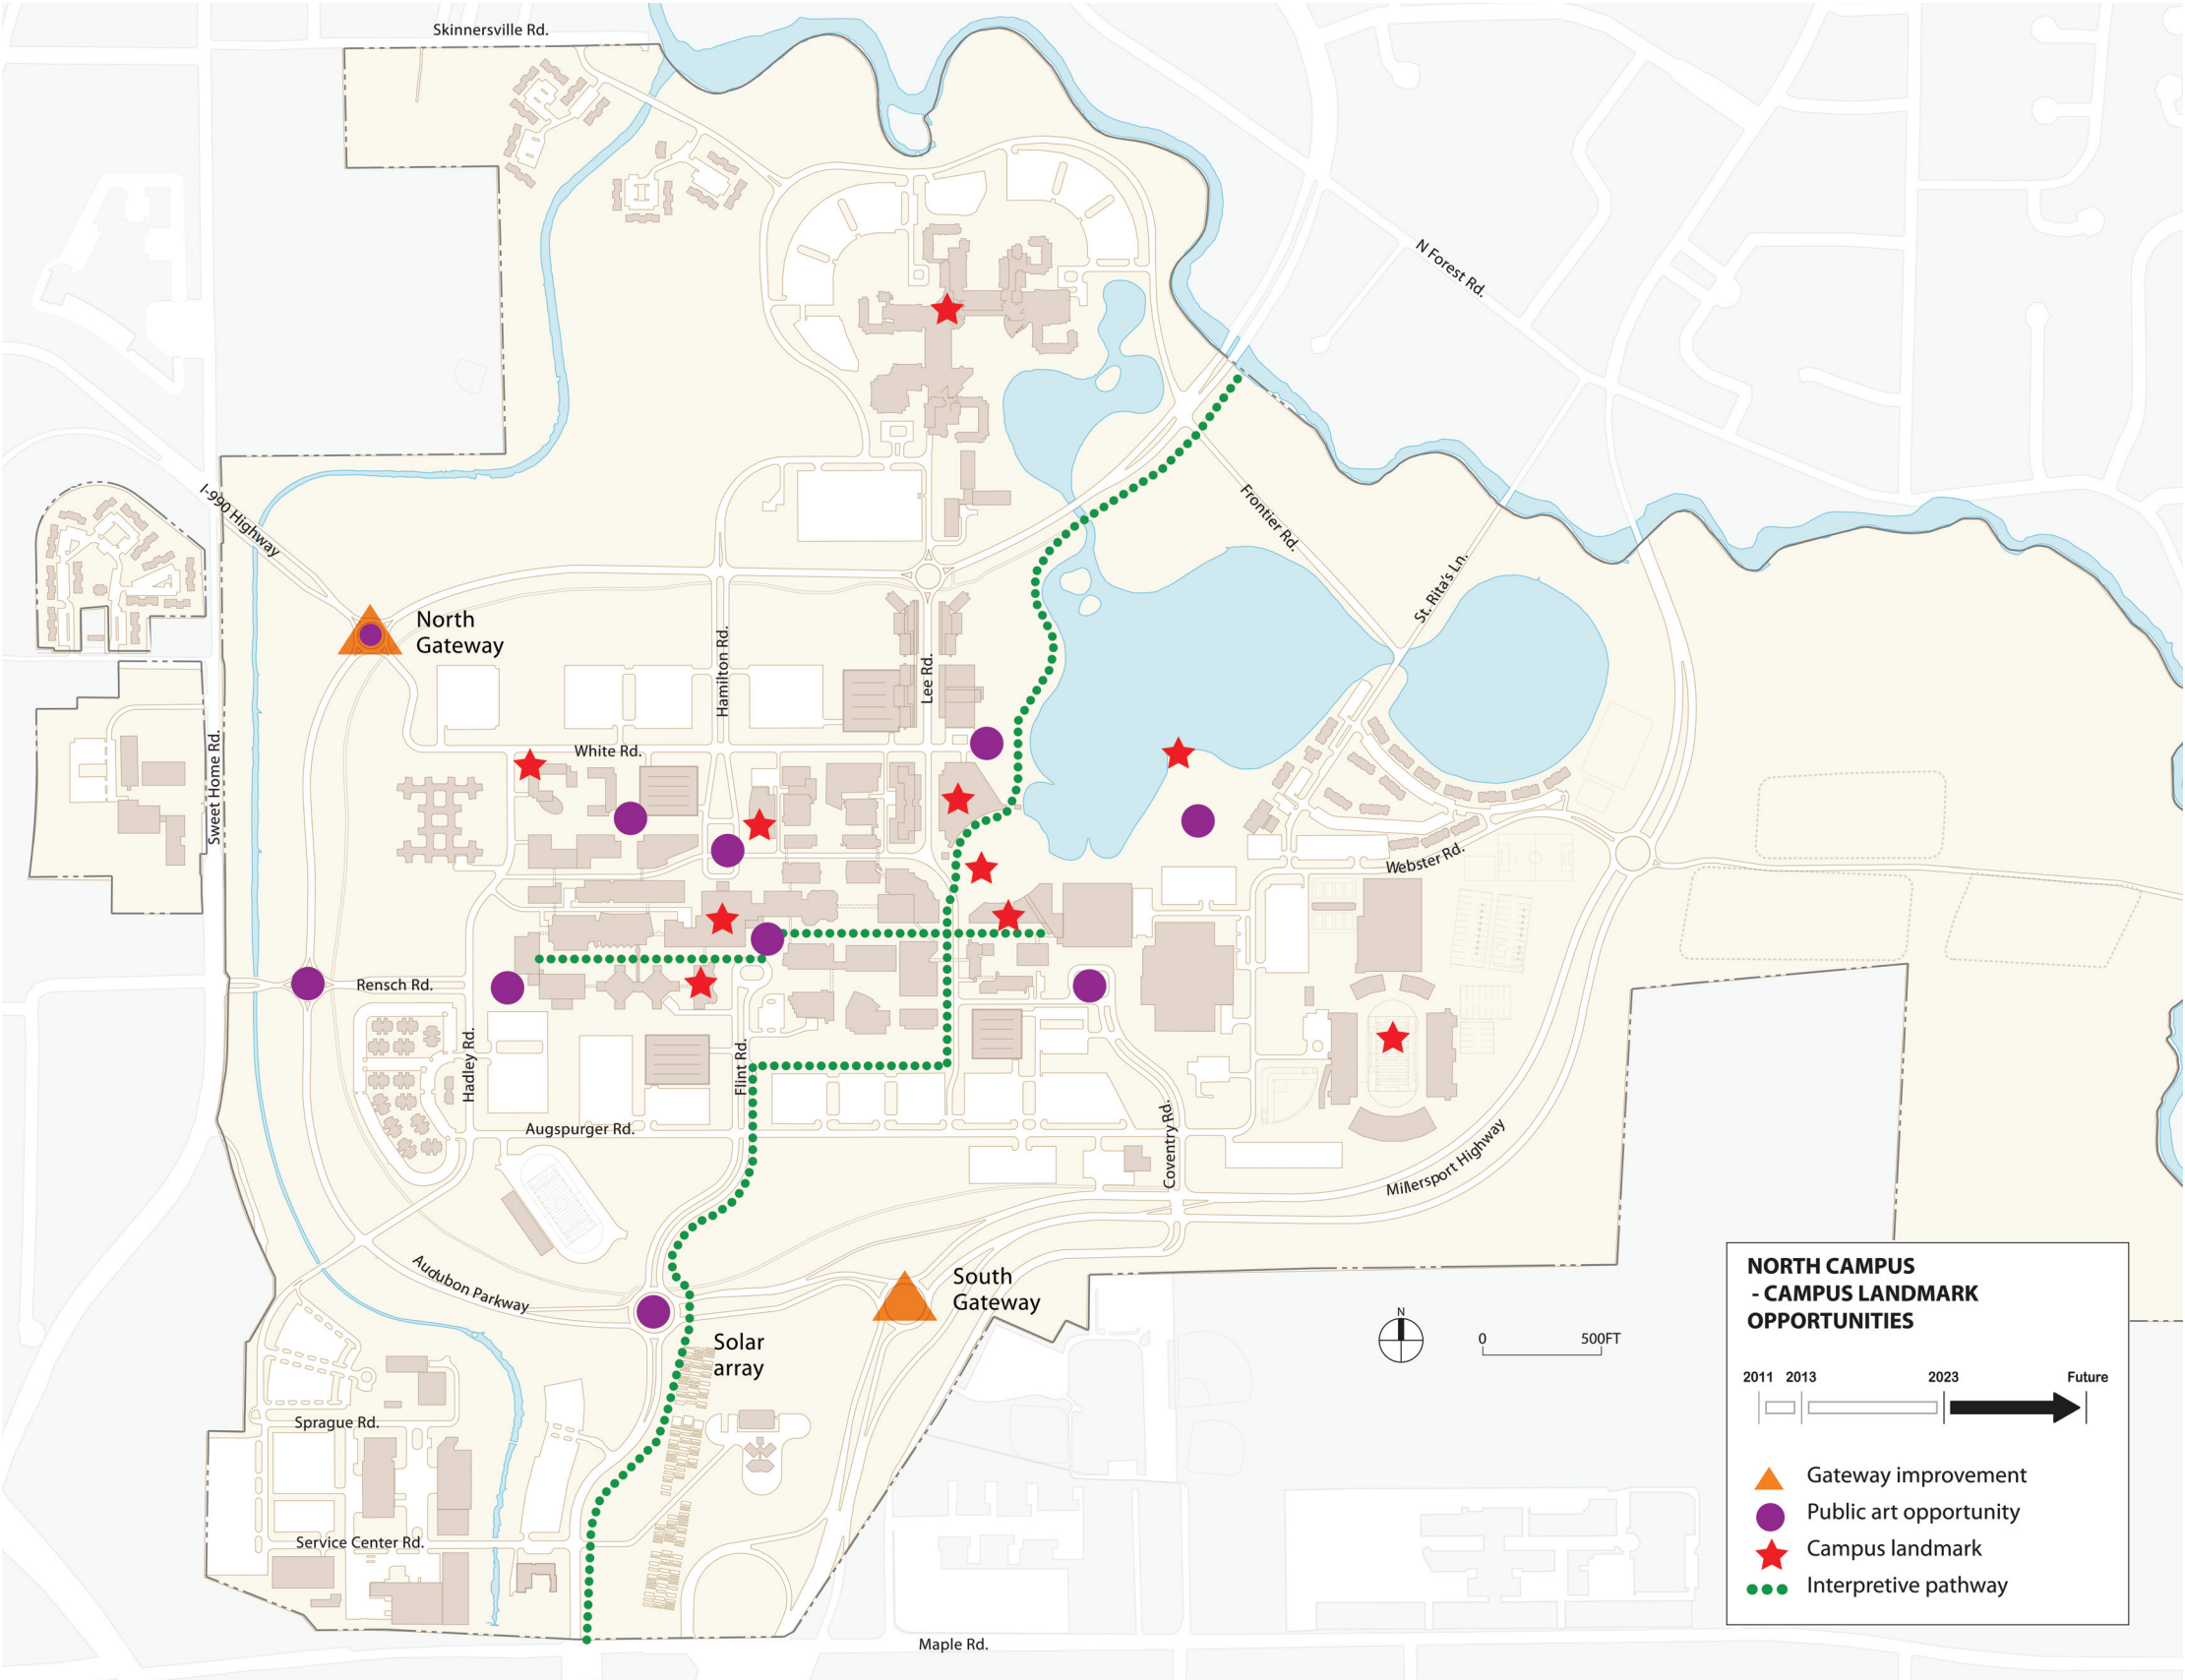 Skinnersville Rd.
N Forest Rd.
I-990 Highway
Frontier Rd.
St. Rita's Ln.
North
Gateway
Hamilton Rd.
Lee Rd.
White Rd.
Sweet Home Rd.
Webster Rd.
Rensch Rd.
Hadley Rd.
Flint Rd.
Augspurger Rd.
Coventry Rd.
Millersport Highway
Audubon Parkway
South
Gateway
Solar
array
Sprague Rd.
Service Center Rd.
Maple Rd.
N
0 500FT
NORTH CAMPUS
- CAMPUS LANDMARK
OPPORTUNITIES
2011 2013 2023 Future
Gateway improvement
Public art opportunity
Campus landmark
Interpretive pathway